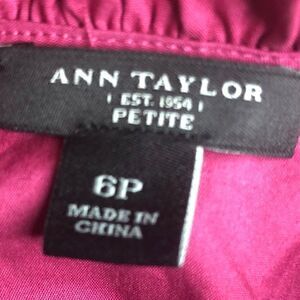 ANN TAYLOR
EST. 1954
PETITE
6P
MADE IN
CHINA